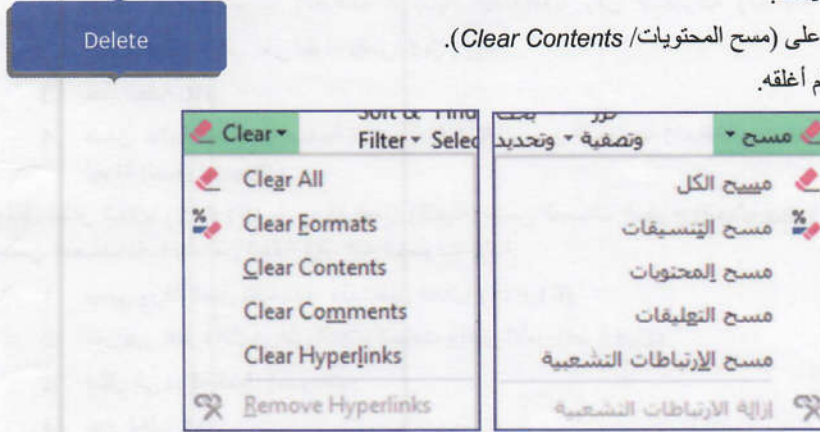 Delete
على (مسح المحتويات/ Clear Contents).
م أغلقه.
Clear
Filter Selec
Clear All
Clear Formats
Clear Contents
Clear Comments
Clear Hyperlinks
Remove Hyperlinks
مسح
وتصفية وتحديد
مسح الكل
مسح التنسيقات
مسح المحتويات
مسح التعليقات
مسح الارتباطات التشعبية
إزالة الارتباطات التشعبية